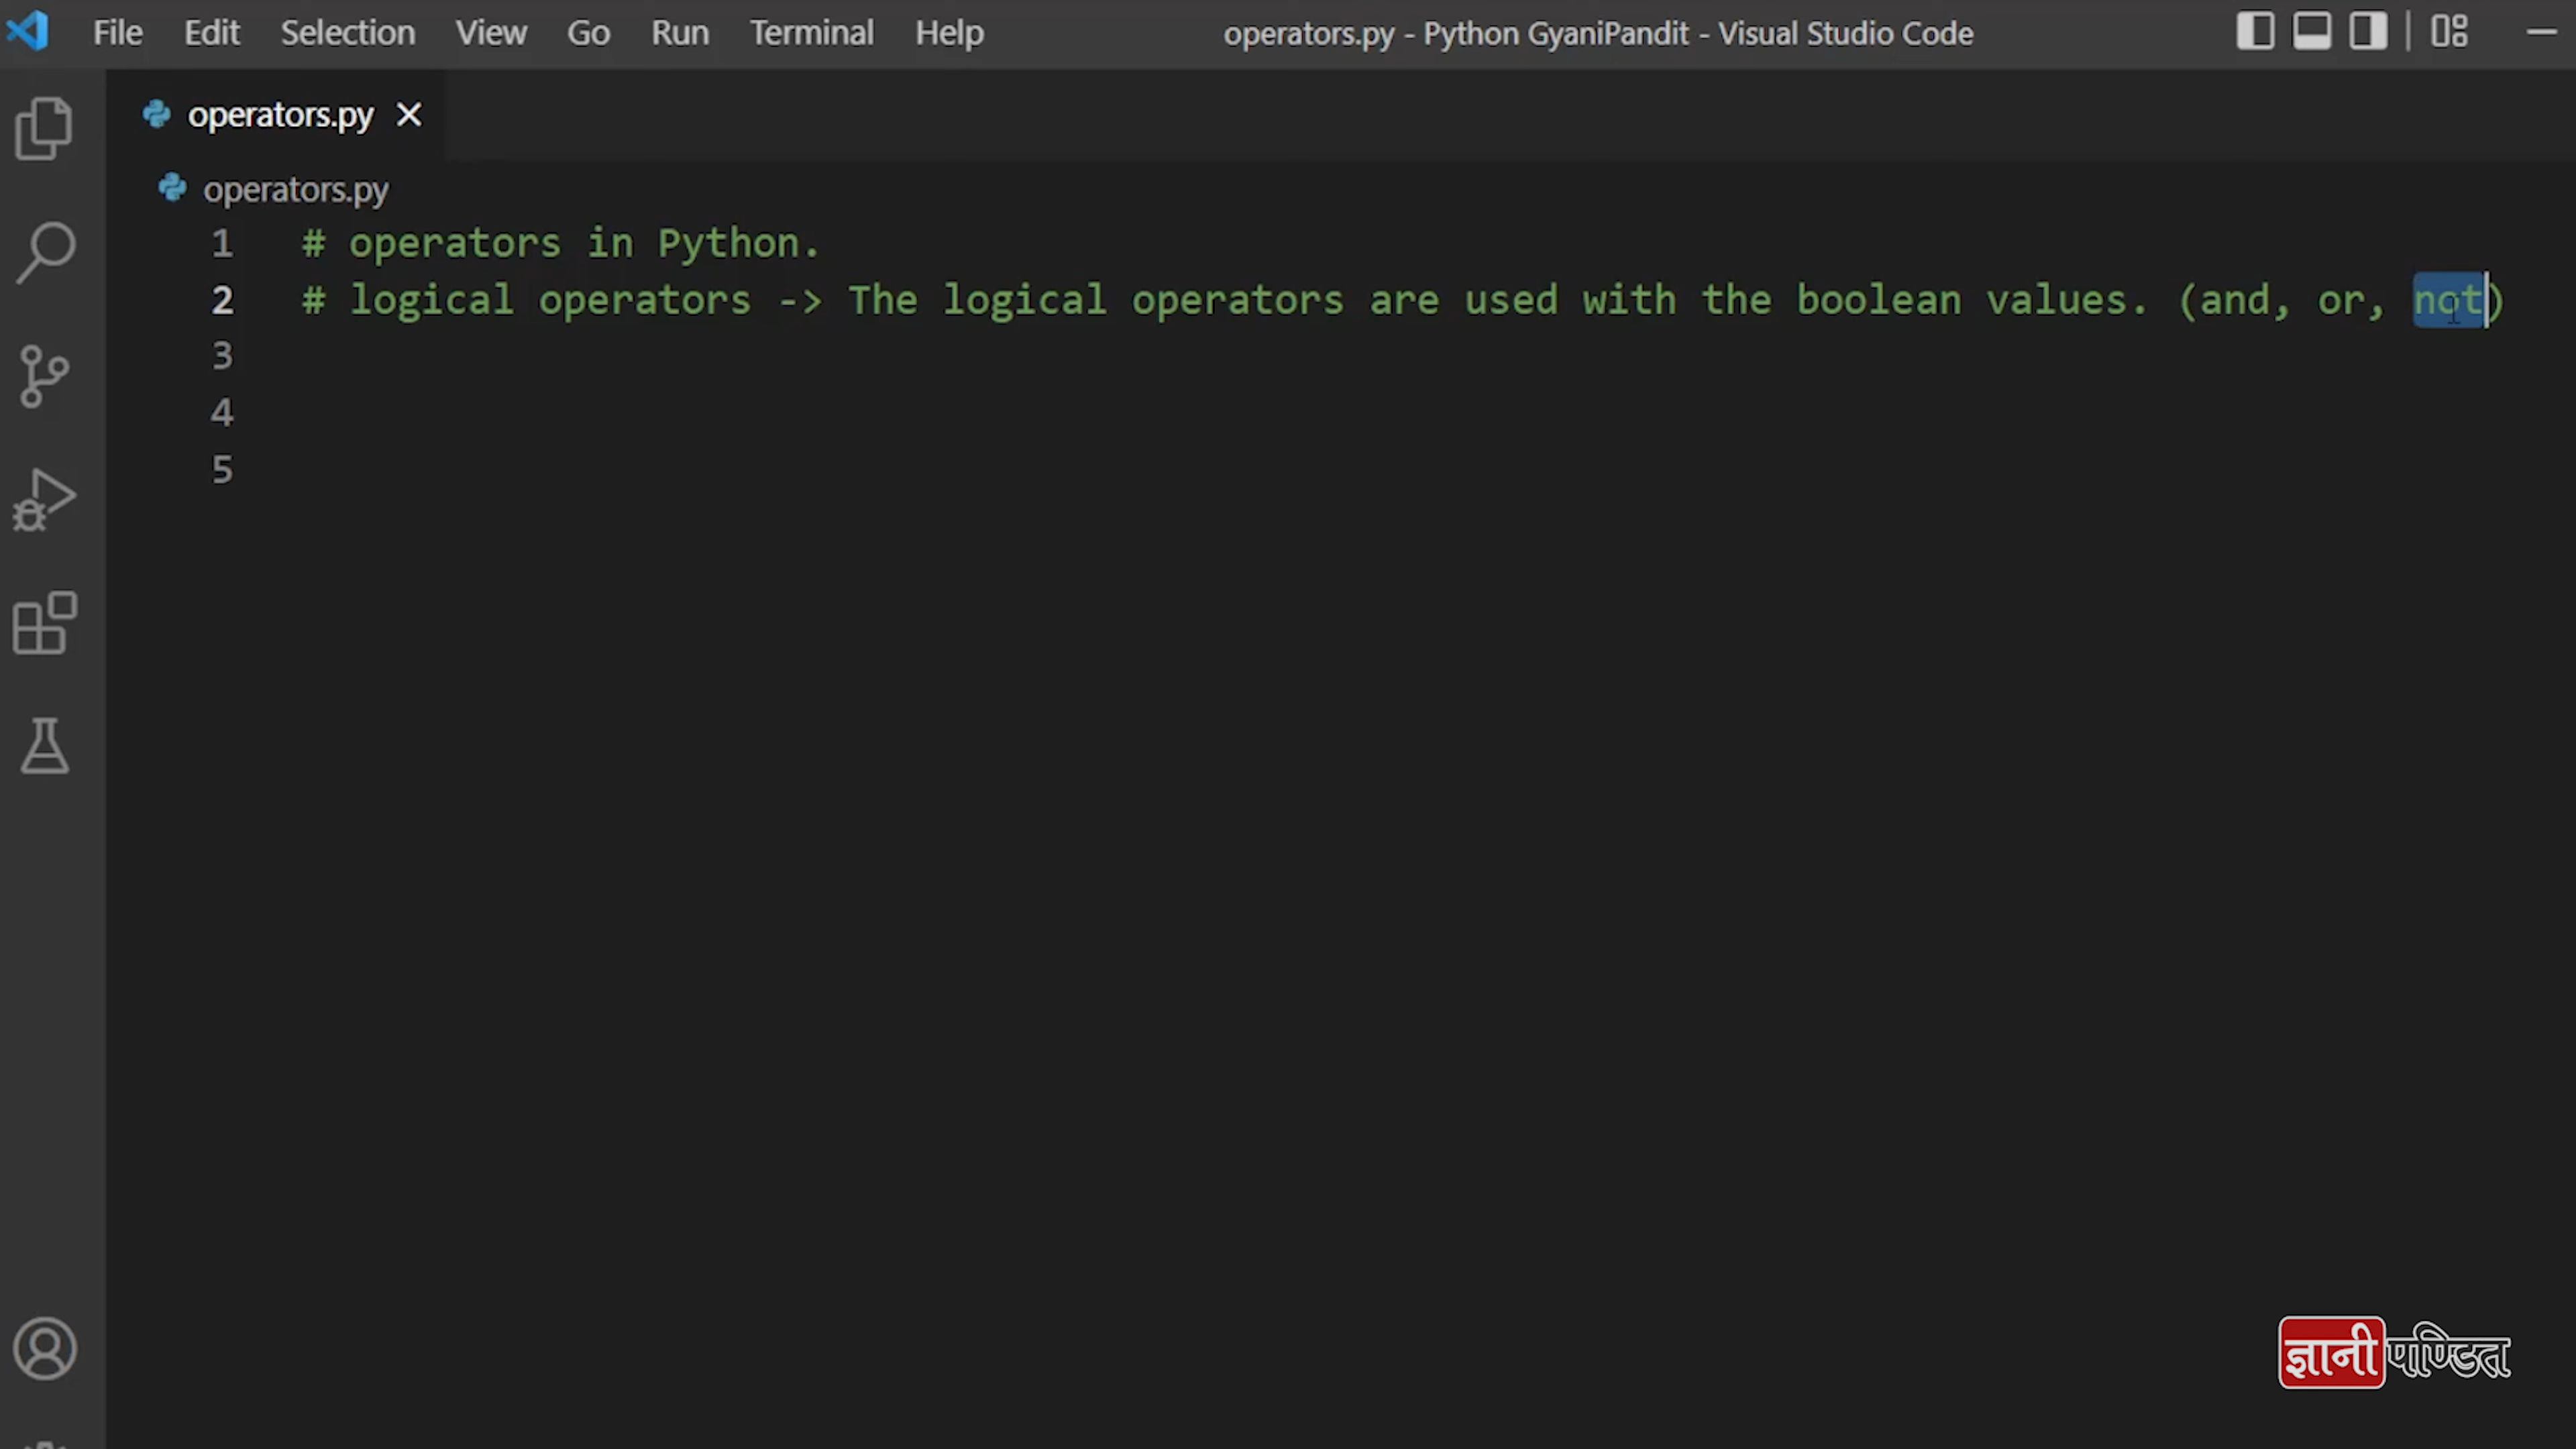 File Edit Selection View Go Run Terminal Help operators.py - Python GyaniPandit - Visual Studio Code
operators.py
operators.py
1 # operators in Python.
2 # logical operators -> The logical operators are used with the boolean values. (and, or, not)
3
4
5
ज्ञानी पण्डित